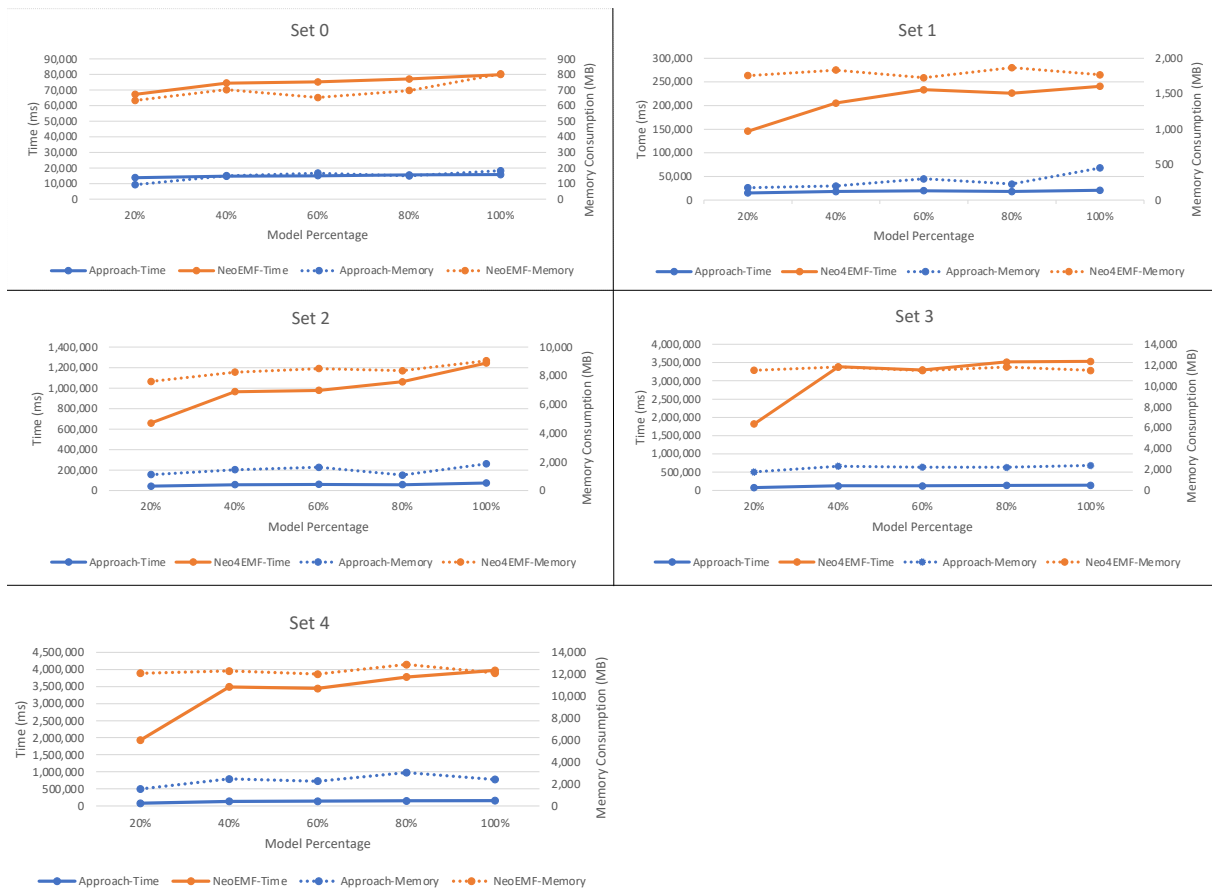 Set 0
90,000
80,000
70,000
60,000
50,000
40,000
30,000
20,000
10,000
0
Time (ms)
900
800
700
600
500
400
300
200
100
0
Memory Consumption (MB)
20% 40% 60% 80% 100%
Model Percentage
Approach-Time NeoEMF-Time Approach-Memory NeoEMF-Memory
Set 1
300,000
250,000
200,000
150,000
100,000
50,000
0
Tome (ms)
2,000
1,500
1,000
500
0
Memory Consumption (MB)
20% 40% 60% 80% 100%
Model Percentage
Approach-Time Neo4EMF-Time Approach-Memory Neo4EMF-Memory
Set 2
1,400,000
1,200,000
1,000,000
800,000
600,000
400,000
200,000
0
Time (ms)
10,000
8,000
6,000
4,000
2,000
0
Memory Consumption (MB)
20% 40% 60% 80% 100%
Model Percentage
Approach-Time Neo4EMF-Time Approach-Memory Neo4EMF-Memory
Set 3
4,000,000
3,500,000
3,000,000
2,500,000
2,000,000
1,500,000
1,000,000
500,000
0
Time (ms)
14,000
12,000
10,000
8,000
6,000
4,000
2,000
0
Memory Consumption (MB)
20% 40% 60% 80% 100%
Model Percentage
Approach-Time Neo4EMF-Time Approach-Memory Neo4EMF-Memory
Set 4
4,500,000
4,000,000
3,500,000
3,000,000
2,500,000
2,000,000
1,500,000
1,000,000
500,000
0
Time (ms)
14,000
12,000
10,000
8,000
6,000
4,000
2,000
0
Memory Consumption (MB)
20% 40% 60% 80% 100%
Model Percentage
Approach-Time NeoEMF-Time Approach-Memory NeoEMF-Memory